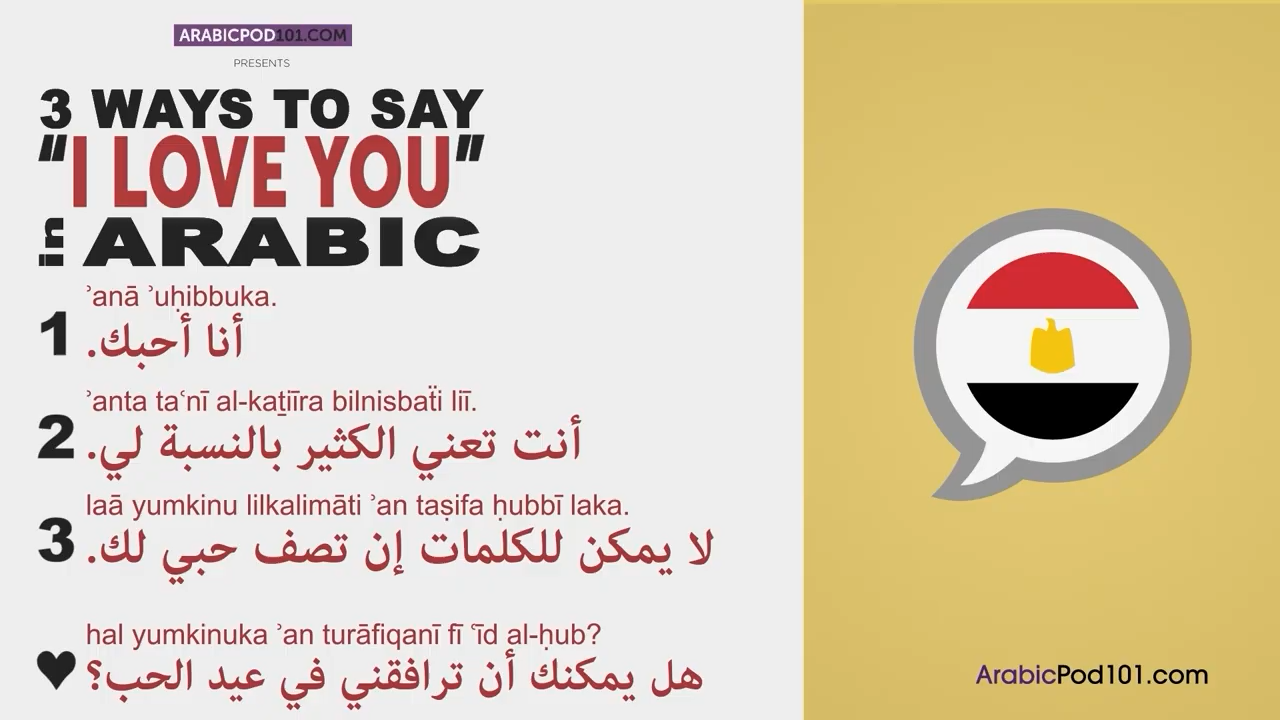 ARABICPOD101.COM
PRESENTS
3 WAYS TO SAY
"I LOVE YOU"
in ARABIC
ʾanā ʾuḥibbuka.
1 أنا أحبك.
ʾanta taʿnī al-kaṯiīra bilnisbaẗi liī.
2 أنت تعني الكثير بالنسبة لي.
laā yumkinu lilkalimāti ʾan taṣifa ḥubbī laka.
3 لا يمكن للكلمات إن تصف حبي لك.
hal yumkinuka ʾan turāfiqanī fī ʿīd al-ḥub?
♥ هل يمكنك أن ترافقني في عيد الحب؟
ArabicPod101.com